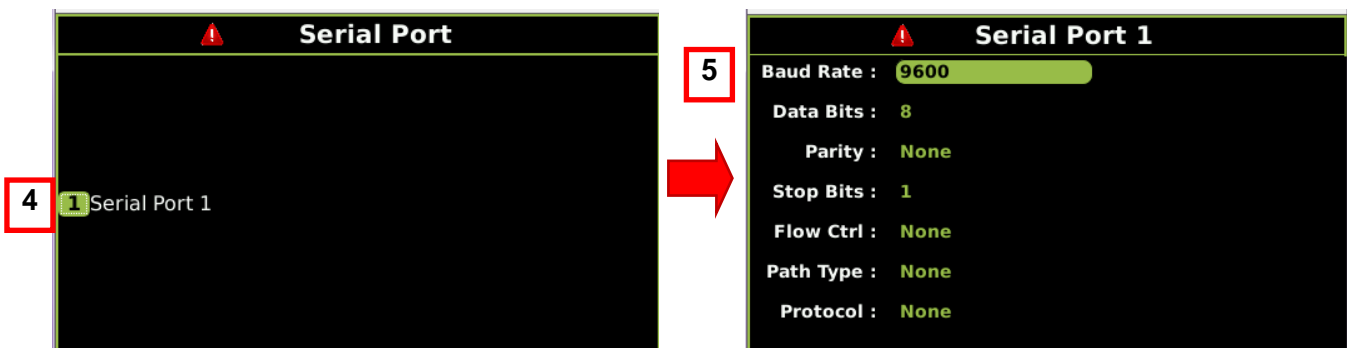 Serial Port
4
1 Serial Port 1
5
Serial Port 1
Baud Rate : 9600
Data Bits : 8
Parity : None
Stop Bits : 1
Flow Ctrl : None
Path Type : None
Protocol : None